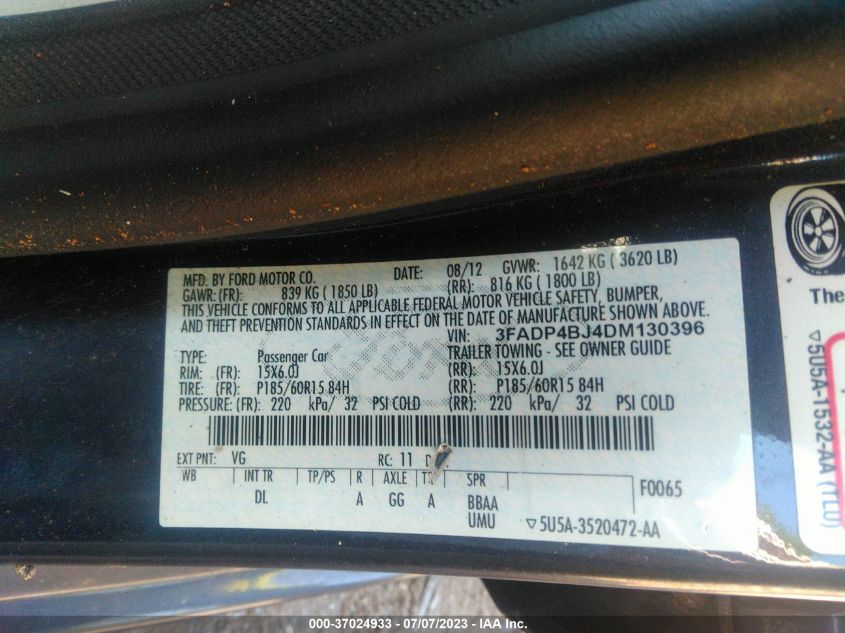 MFD. BY FORD MOTOR CO. DATE: 08/12 GVWR: 1642 KG ( 3620 LB)
GAWR: (FR): 839 KG ( 1850 LB) (RR): 816 KG ( 1800 LB)
THIS VEHICLE CONFORMS TO ALL APPLICABLE FEDERAL MOTOR VEHICLE SAFETY, BUMPER,
AND THEFT PREVENTION STANDARDS IN EFFECT ON THE DATE OF MANUFACTURE SHOWN ABOVE.
VIN: 3FADP4BJ4DM130396
TYPE: Passenger Car TRAILER TOWING - SEE OWNER GUIDE
RIM: (FR): 15X6.0J (RR): 15X6.0J
TIRE: (FR): P185/60R15 84H (RR): P185/60R15 84H
PRESSURE: (FR): 220 kPa/ 32 PSI COLD (RR): 220 kPa/ 32 PSI COLD
EXT PNT: VG RC: 11
WB INT TR TP/PS R AXLE SPR
F0065
DL A GG A BBAA
UMU ▽5U5A-3520472-AA
The
▽5U5A-1532-AA (TLU)
000-37024933 - 07/07/2023 - IAA Inc.